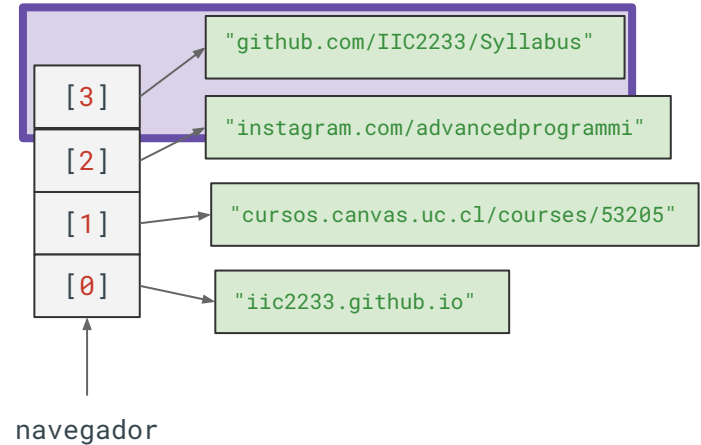 "github.com/IIC2233/Syllabus"
[3]
"instagram.com/advancedprogrammi"
[2]
"cursos.canvas.uc.cl/courses/53205"
[1]
"iic2233.github.io"
[0]
navegador